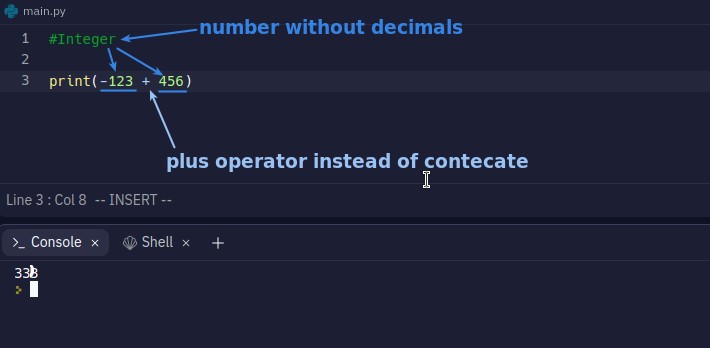 main.py
number without decimals
1 #Integer
2
3 print(-123 + 456)
plus operator instead of contecate
Line 3 : Col 8 -- INSERT --
Console × Shell × +
333